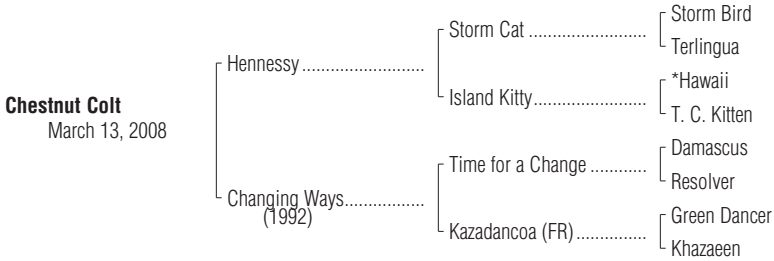 Storm Bird
Storm Cat ..........................
Terlingua
Hennessy ...........................
*Hawaii
Island Kitty.........................
T. C. Kitten
Chestnut Colt
March 13, 2008
Damascus
Time for a Change ............
Resolver
Changing Ways..................
(1992)
Green Dancer
Kazadancoa (FR)...............
Khazaeen